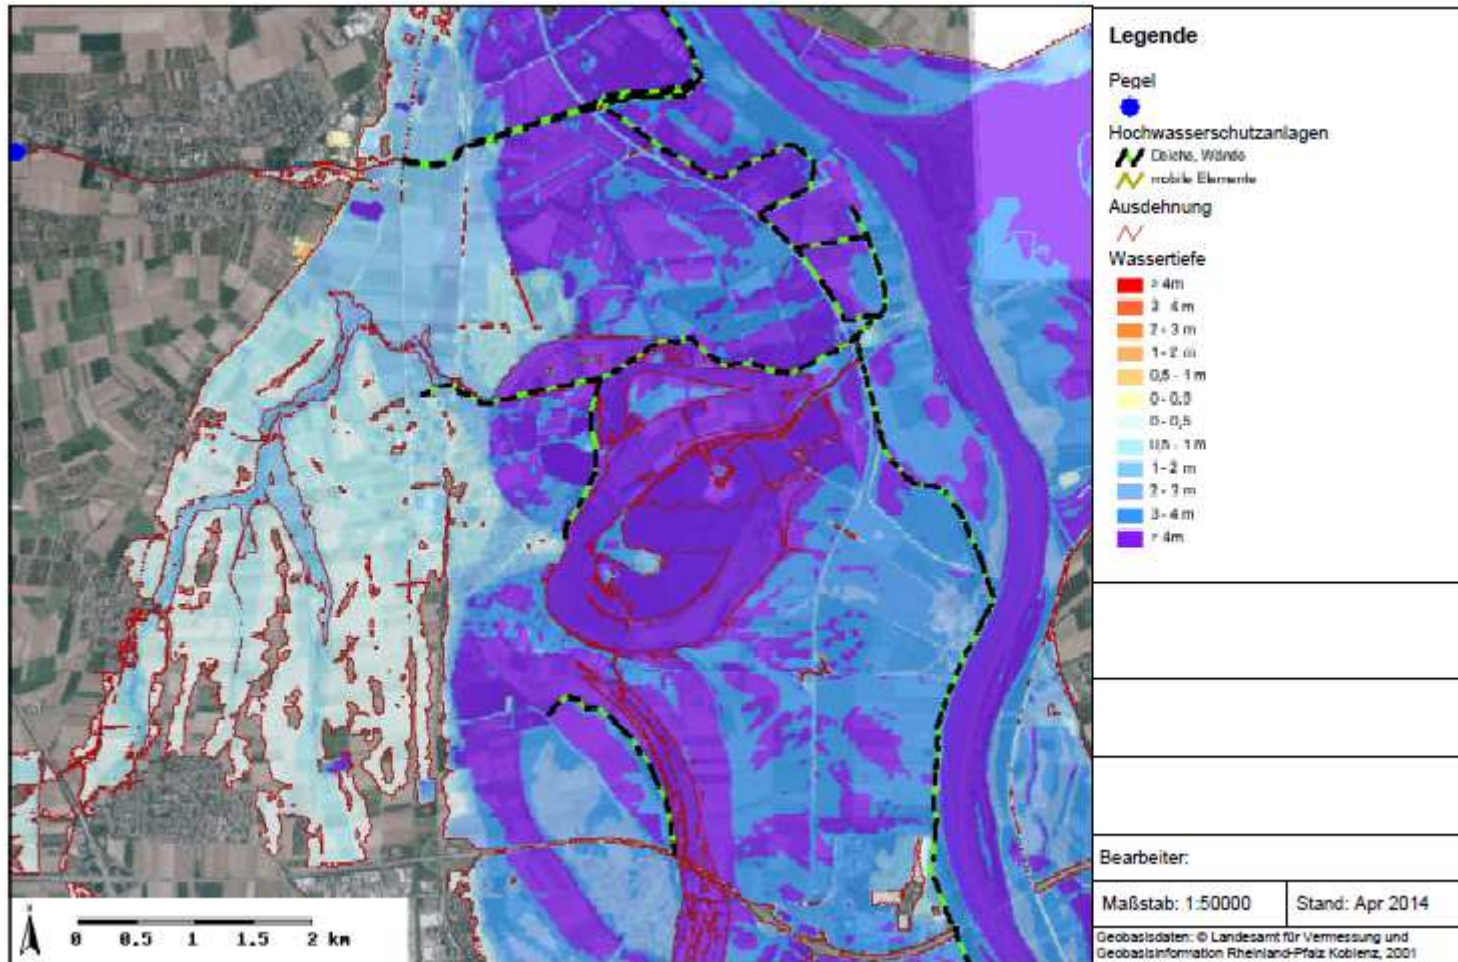 Legende
Pegel
Hochwasserschutzanlagen
Deiche, Wände
mobile Elemente
Ausdehnung
Wassertiefe
> 4m
3 - 4 m
2 - 3 m
1 - 2 m
0,5 - 1 m
0 - 0,5
0 - 0,5
0,5 - 1 m
1 - 2 m
2 - 3 m
3 - 4 m
> 4m
Bearbeiter:
Maßstab: 1:50000
Stand: Apr 2014
Geobasisdaten: © Landesamt für Vermessung und
Geobasisinformation Rheinland-Pfalz Koblenz, 2001
0 0.5 1 1.5 2 km